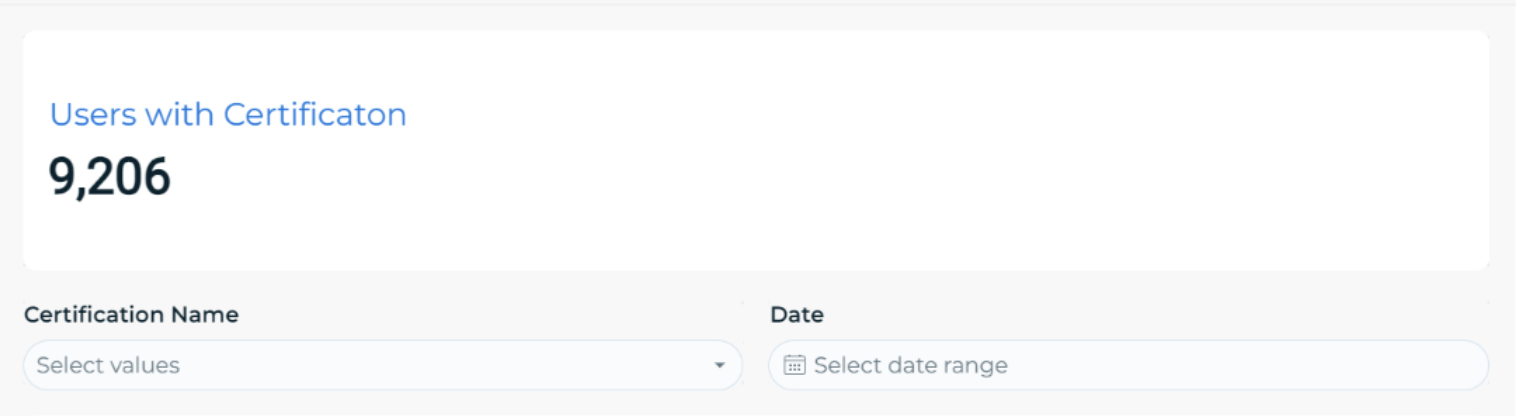 Users with Certificaton
9,206
Certification Name
Date
Select values
Select date range